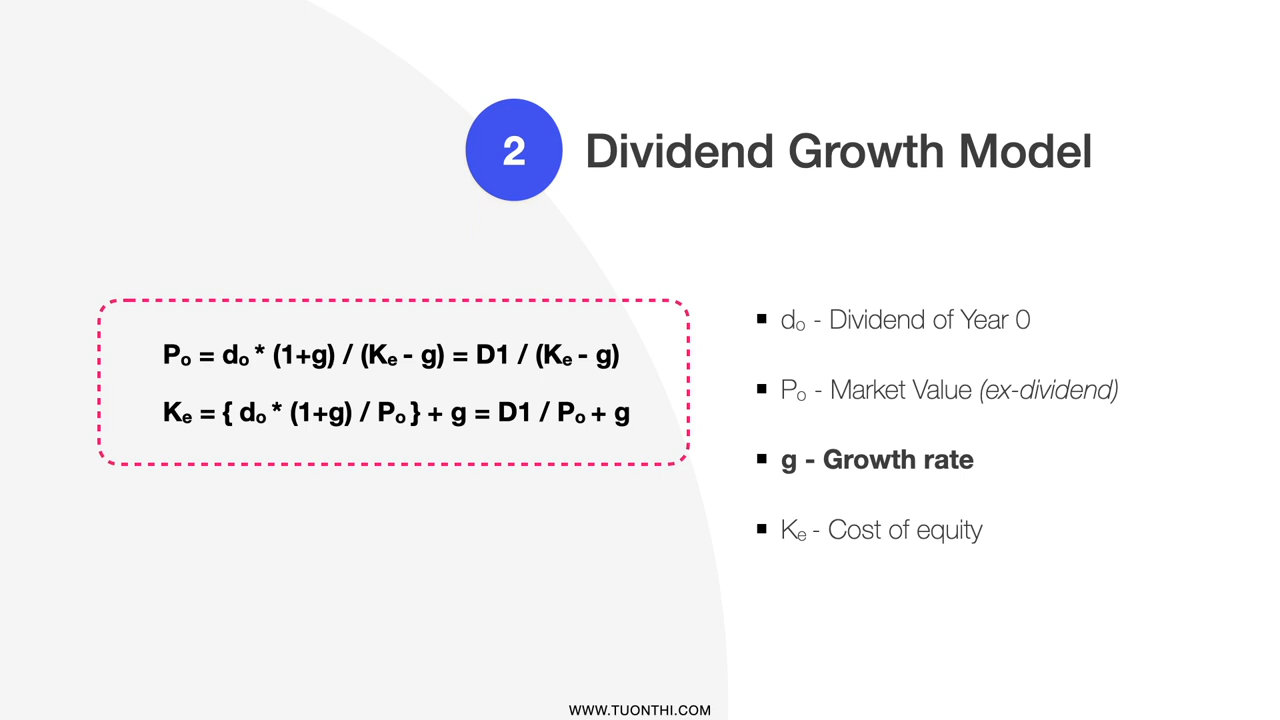 2
Dividend Growth Model
Pₒ = dₒ * (1+g) / (Kₑ - g) = D1 / (Kₑ - g)
Kₑ = { dₒ * (1+g) / Pₒ } + g = D1 / Pₒ + g
▪ dₒ - Dividend of Year 0
▪ Pₒ - Market Value (ex-dividend)
▪ g - Growth rate
▪ Kₑ - Cost of equity
WWW.TUONTHI.COM